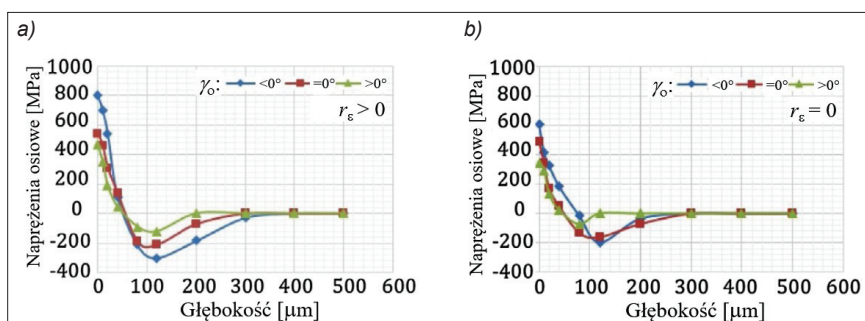 a)
Naprężenia osiowe [MPa]
1000
800
600
400
200
0
-200
-400
γₒ: <0° =0° >0°
rε > 0
0 100 200 300 400 500 600
Głębokość [μm]
b)
Naprężenia osiowe [MPa]
1000
800
600
400
200
0
-200
-400
γₒ: <0° =0° >0°
rε = 0
0 100 200 300 400 500 600
Głębokość [μm]